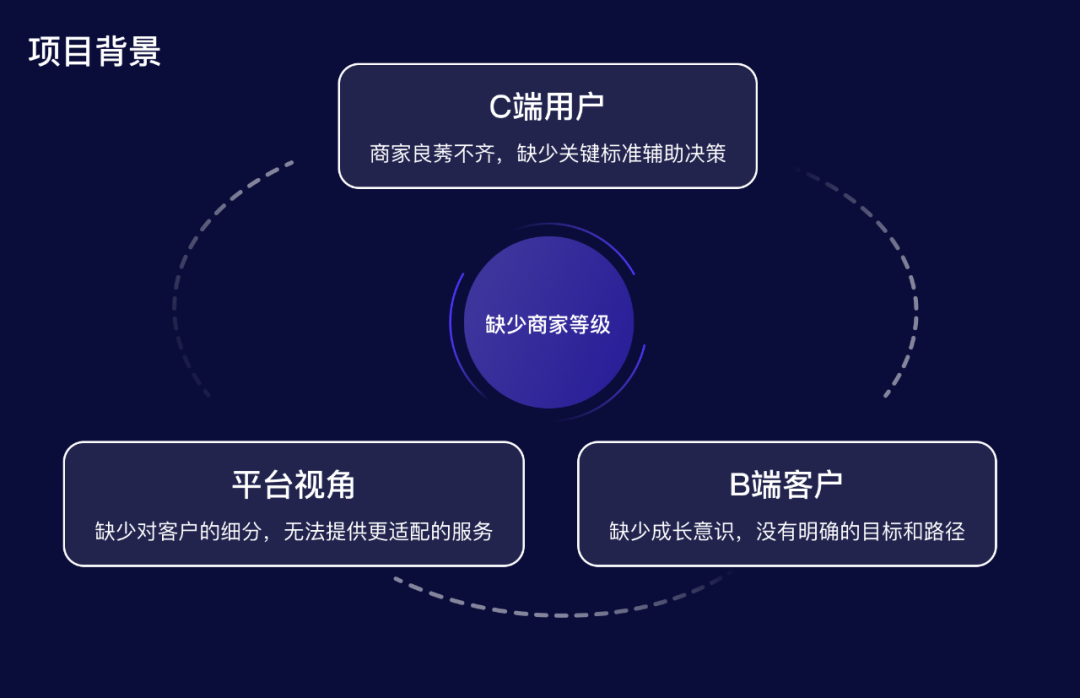 项目背景
C端用户
商家良莠不齐，缺少关键标准辅助决策
缺少商家等级
平台视角
缺少对客户的细分，无法提供更适配的服务
B端客户
缺少成长意识，没有明确的目标和路径